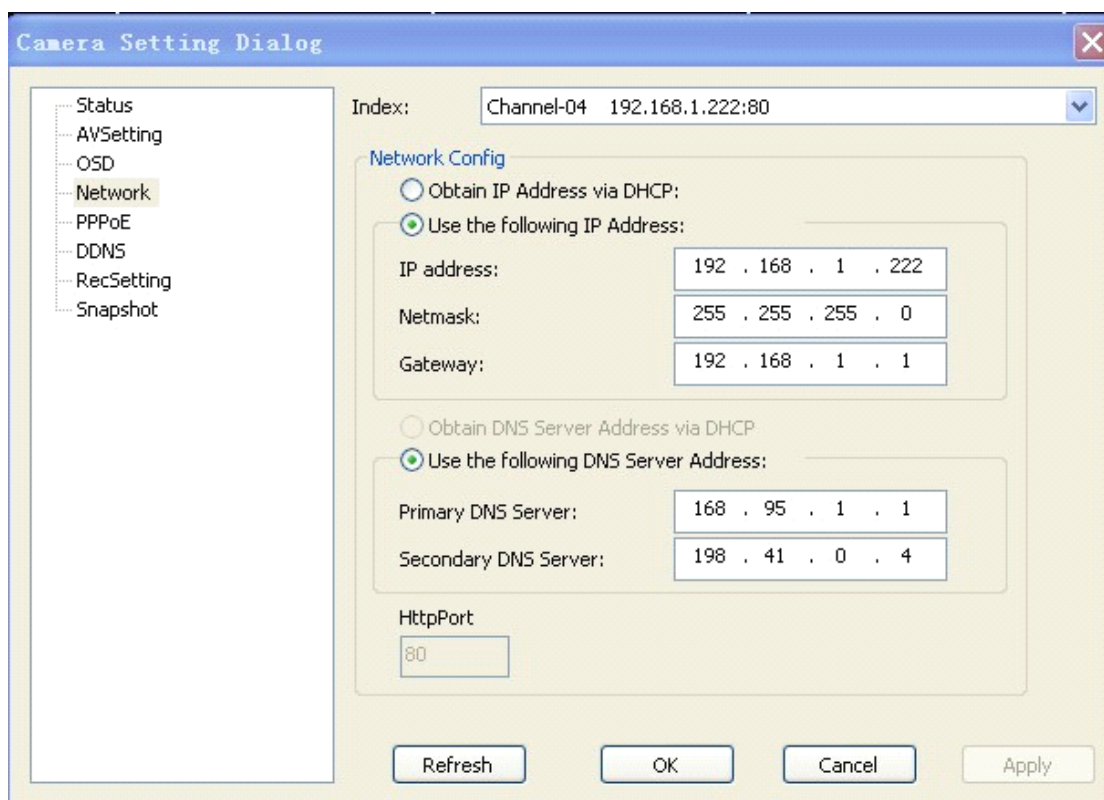 Camera Setting Dialog
Index: Channel-04 192.168.1.222:80
Status
AVSetting
OSD
Network
PPPoE
DDNS
RecSetting
Snapshot
Network Config
Obtain IP Address via DHCP:
Use the following IP Address:
IP address: 192 . 168 . 1 . 222
Netmask: 255 . 255 . 255 . 0
Gateway: 192 . 168 . 1 . 1
Obtain DNS Server Address via DHCP
Use the following DNS Server Address:
Primary DNS Server: 168 . 95 . 1 . 1
Secondary DNS Server: 198 . 41 . 0 . 4
HttpPort
80
Refresh OK Cancel Apply